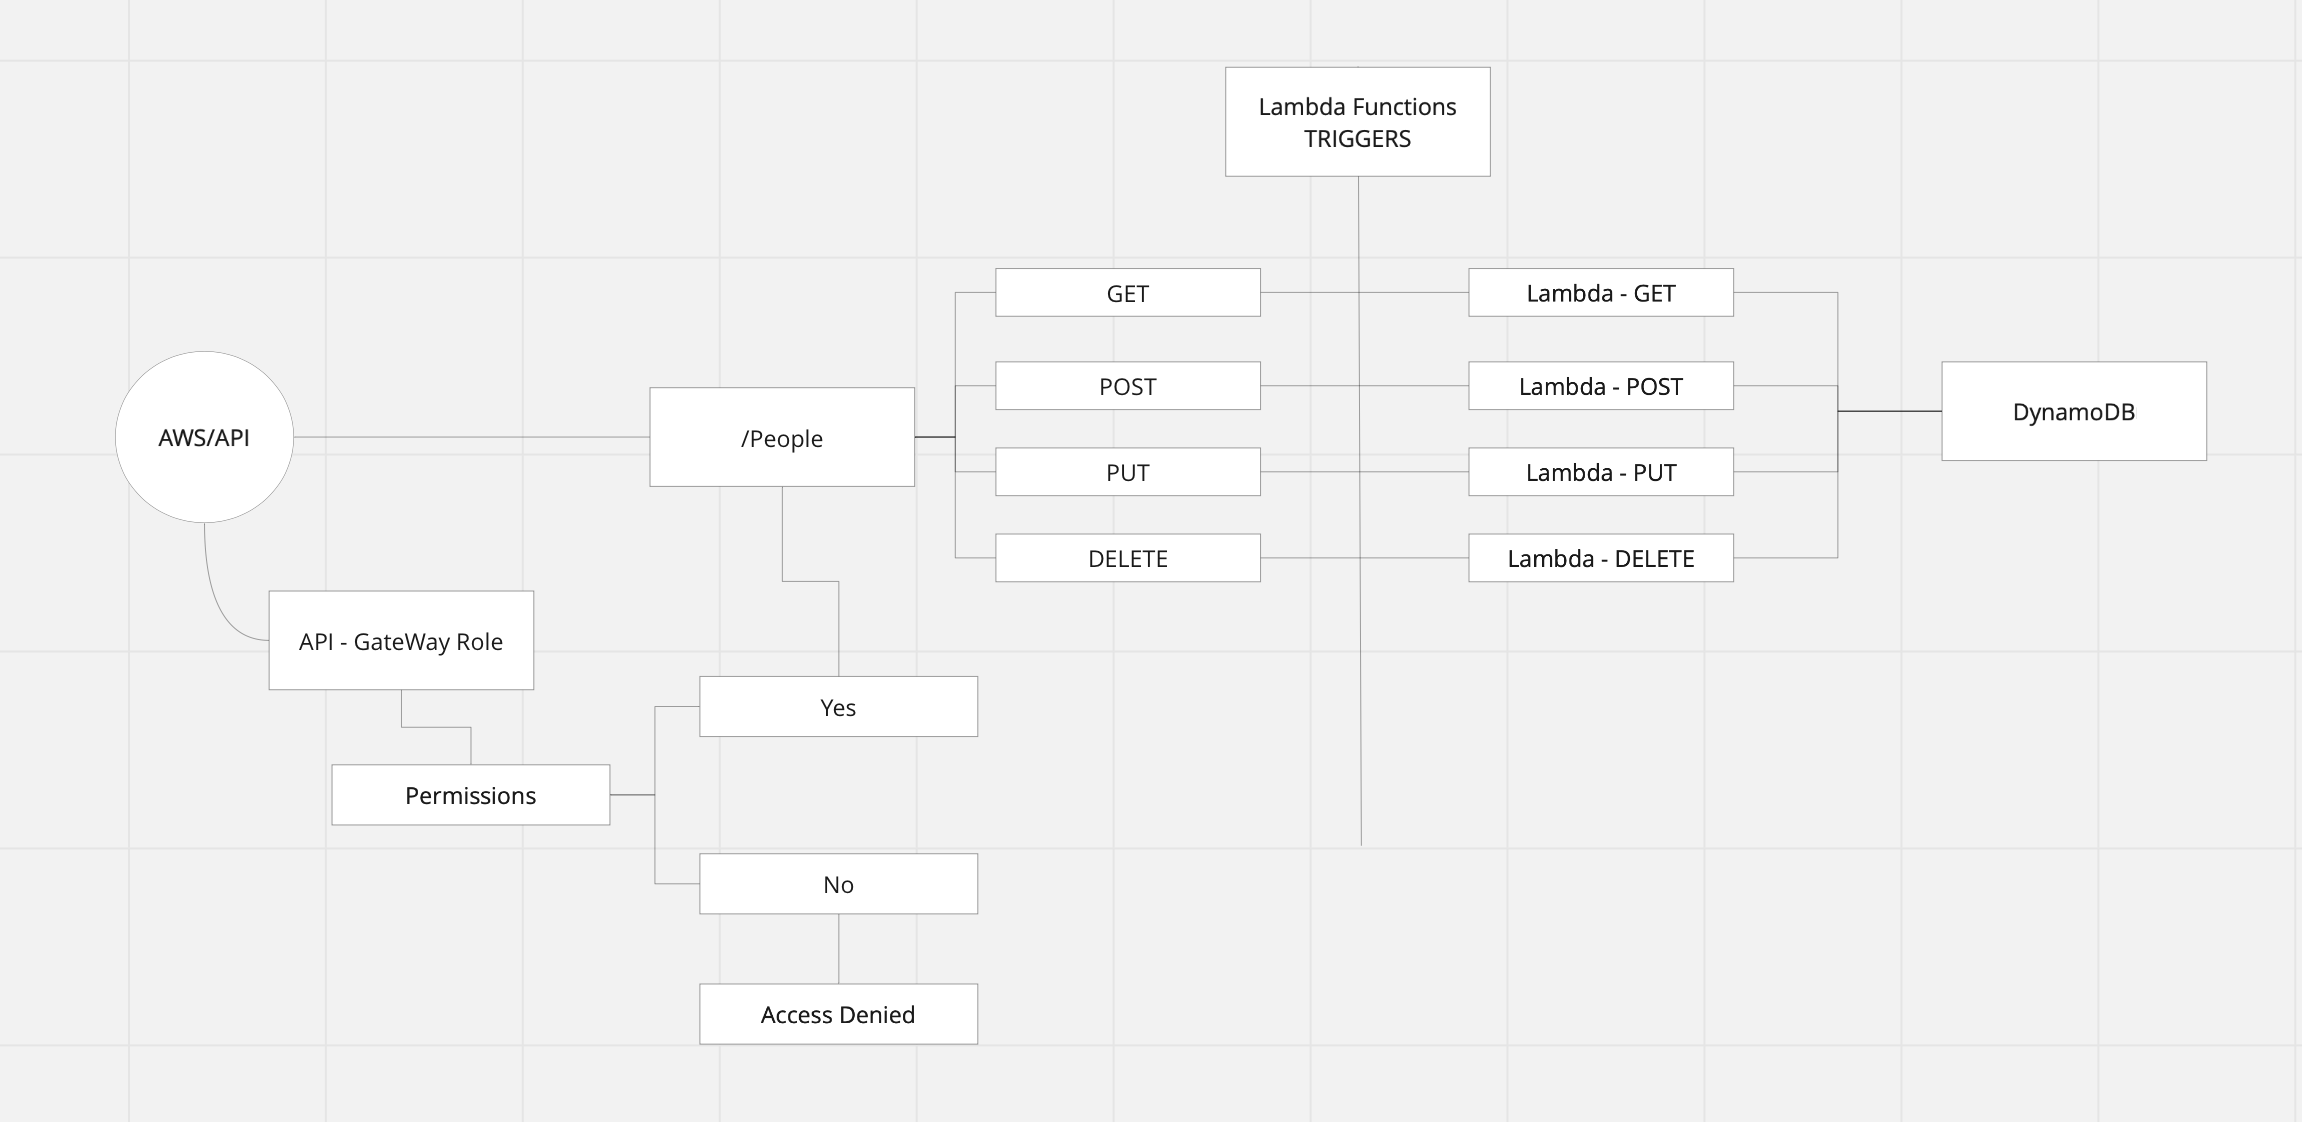 Lambda Functions
TRIGGERS
GET
Lambda - GET
POST
Lambda - POST
AWS/API
/People
DynamoDB
PUT
Lambda - PUT
DELETE
Lambda - DELETE
API - GateWay Role
Yes
Permissions
No
Access Denied